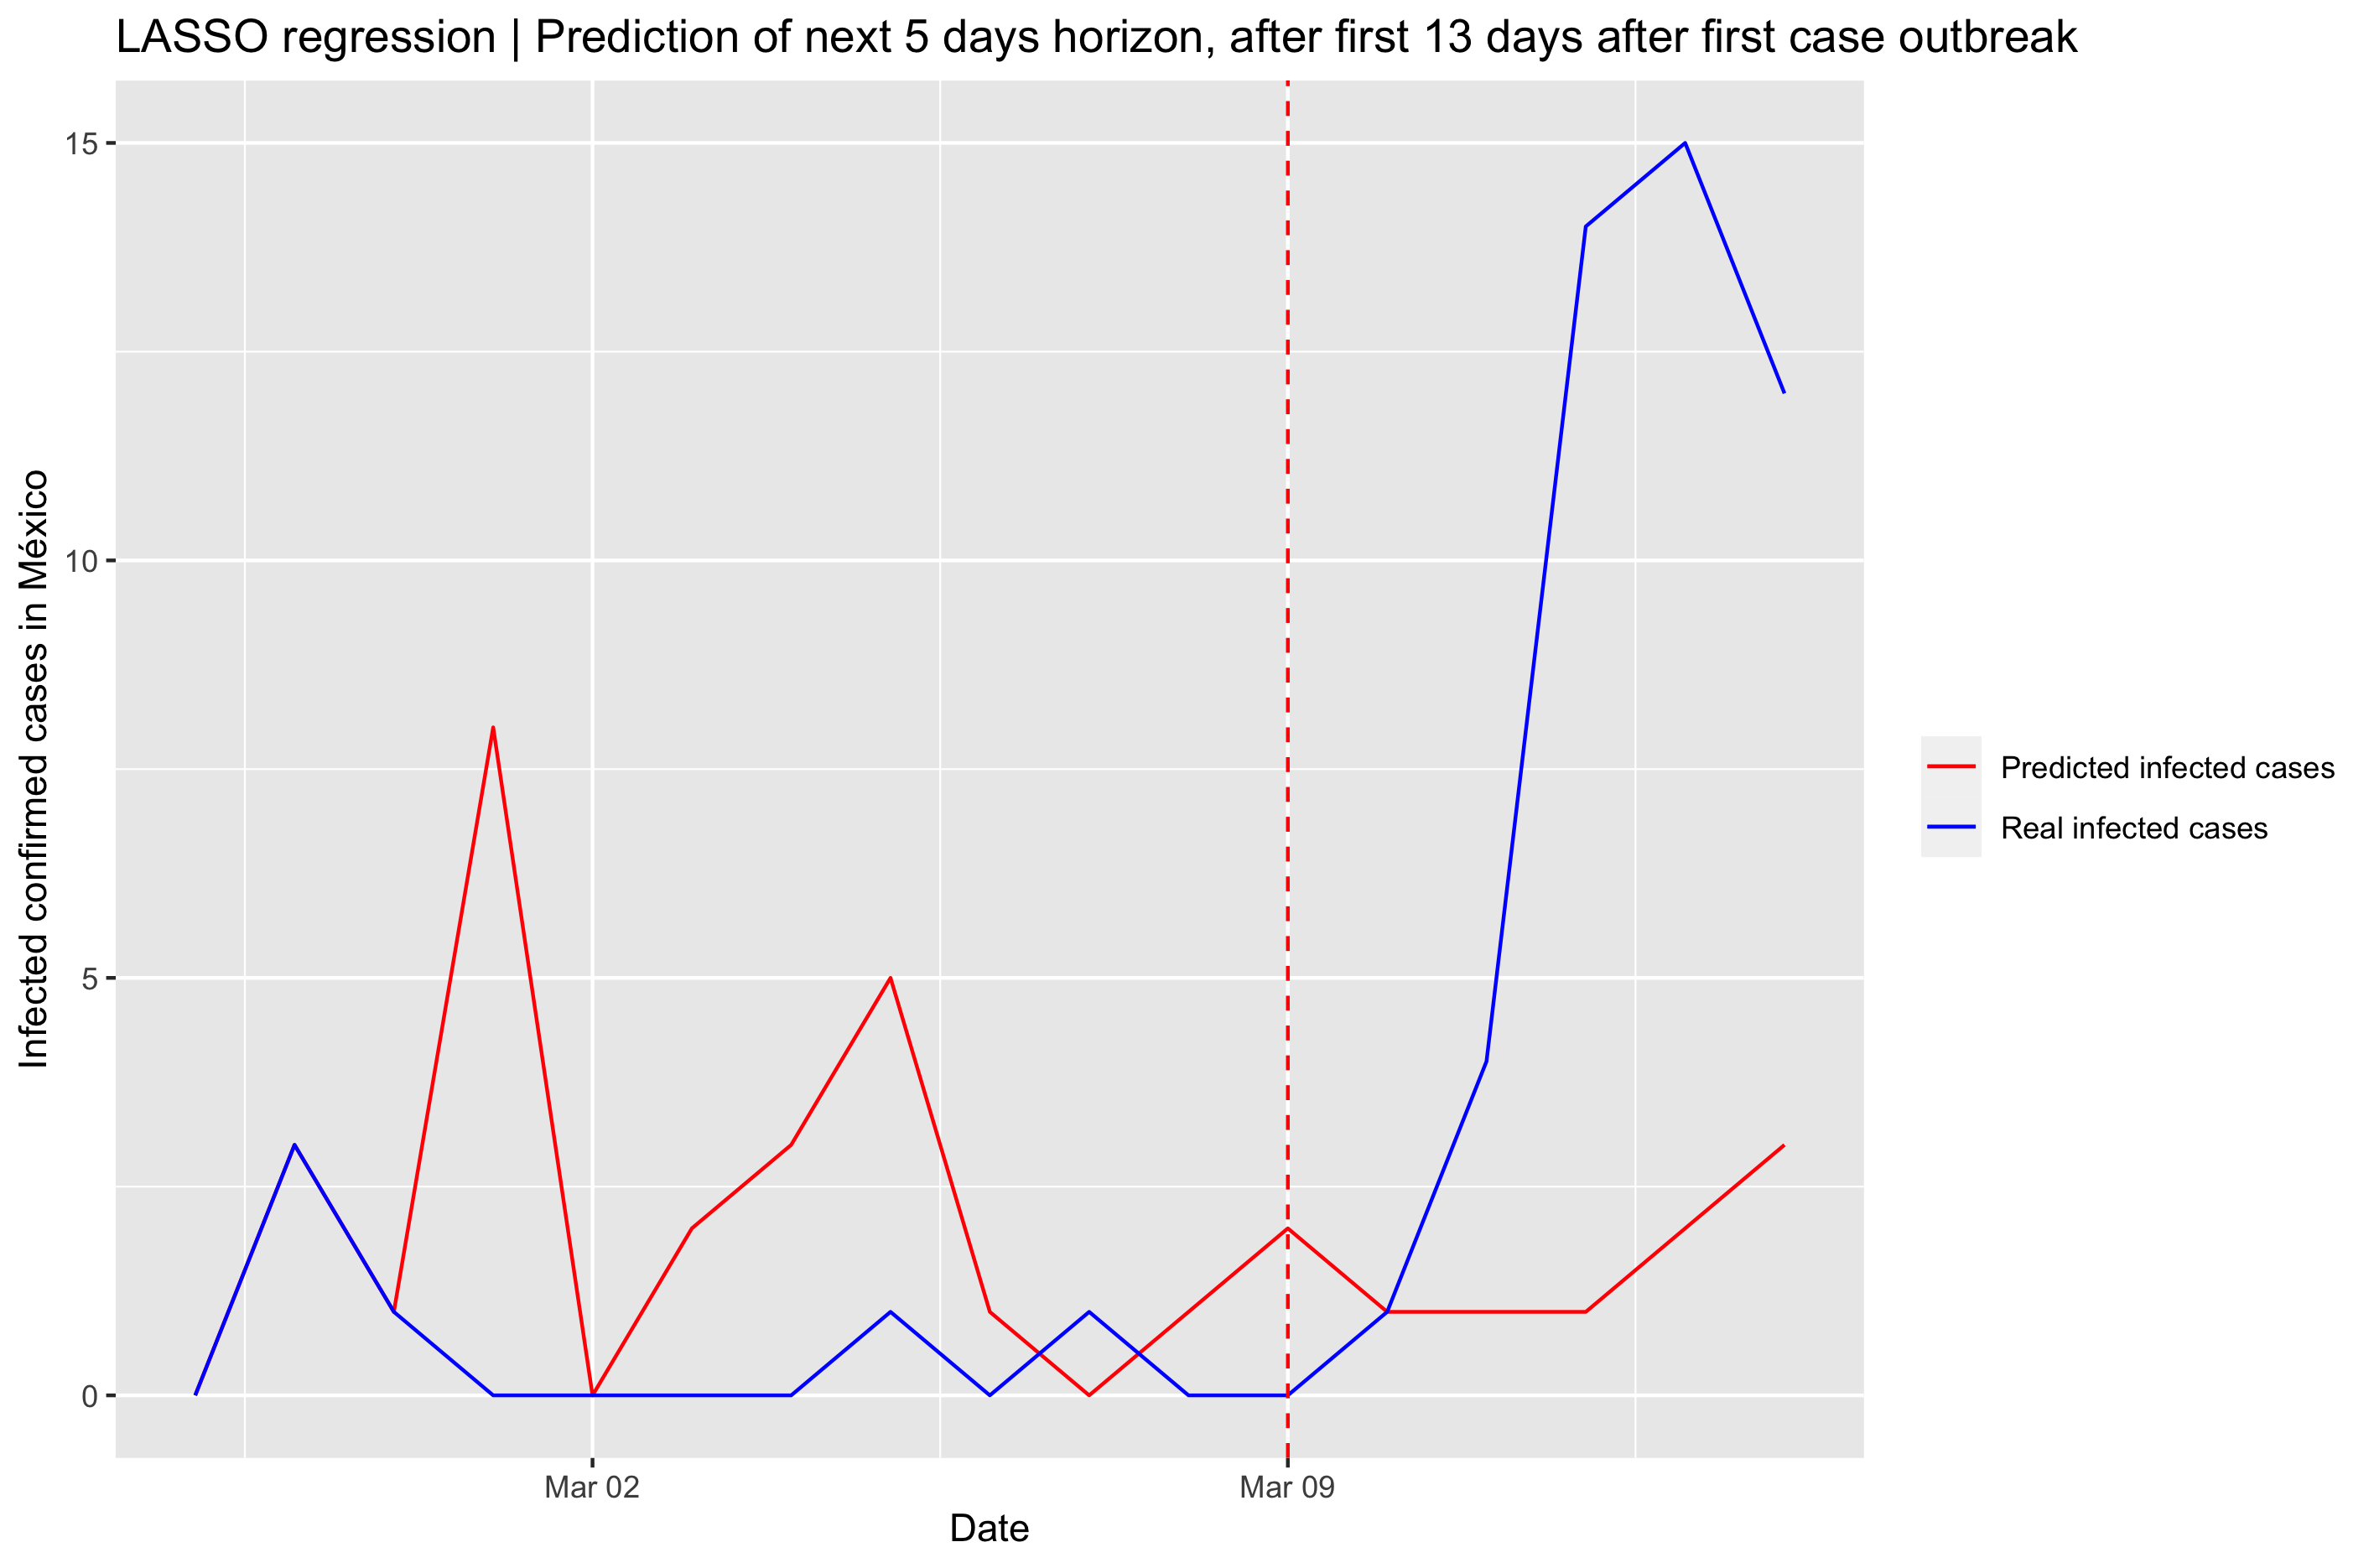 LASSO regression | Prediction of next 5 days horizon, after first 13 days after first case outbreak
Infected confirmed cases in México
15
10
5
0
Mar 02
Mar 09
Date
Predicted infected cases
Real infected cases